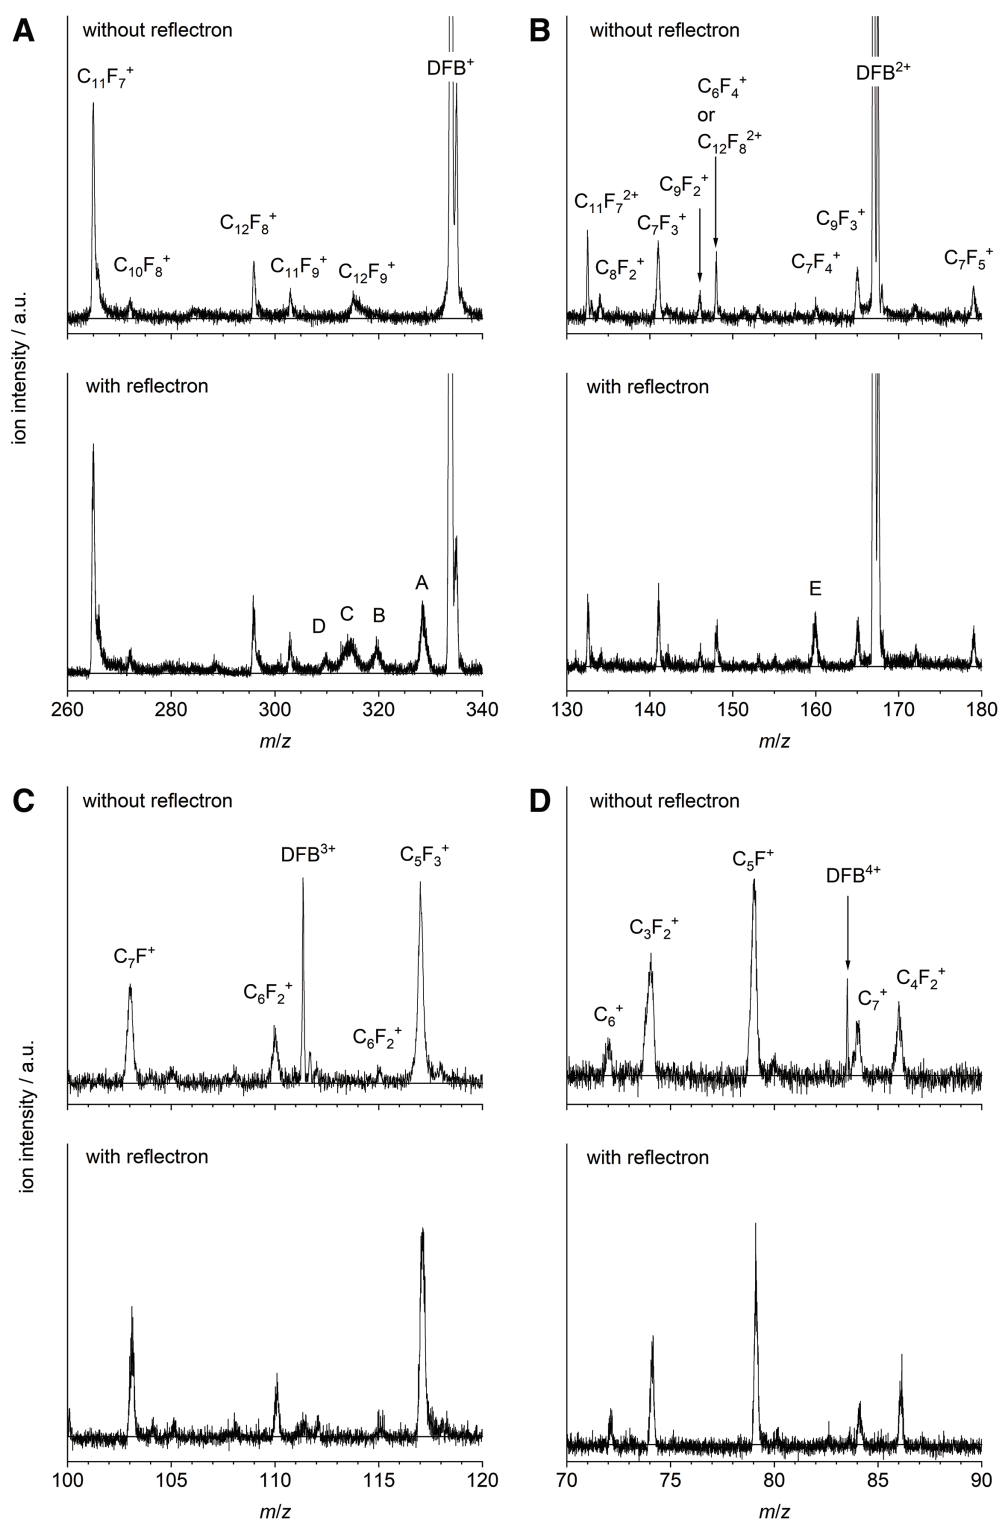 A
without reflectron
C₁₁F₇⁺
DFB⁺
C₁₂F₈⁺
C₁₀F₈⁺
C₁₁F₉⁺
C₁₂F₉⁺
with reflectron
A
D
C
B
260
280
300
320
340
m/z
ion intensity / a.u.
B
without reflectron
DFB²⁺
C₆F₄⁺
or
C₁₂F₈²⁺
C₉F₂⁺
C₁₁F₇²⁺
C₇F₃⁺
C₉F₃⁺
C₈F₂⁺
C₇F₄⁺
C₇F₅⁺
with reflectron
E
130
140
150
160
170
180
m/z
C
without reflectron
DFB³⁺
C₅F₃⁺
C₇F⁺
C₆F₂⁺
C₆F₂⁺
with reflectron
100
105
110
115
120
m/z
ion intensity / a.u.
D
without reflectron
C₅F⁺
DFB⁴⁺
C₃F₂⁺
C₄F₂⁺
C₇⁺
C₆⁺
with reflectron
70
75
80
85
90
m/z